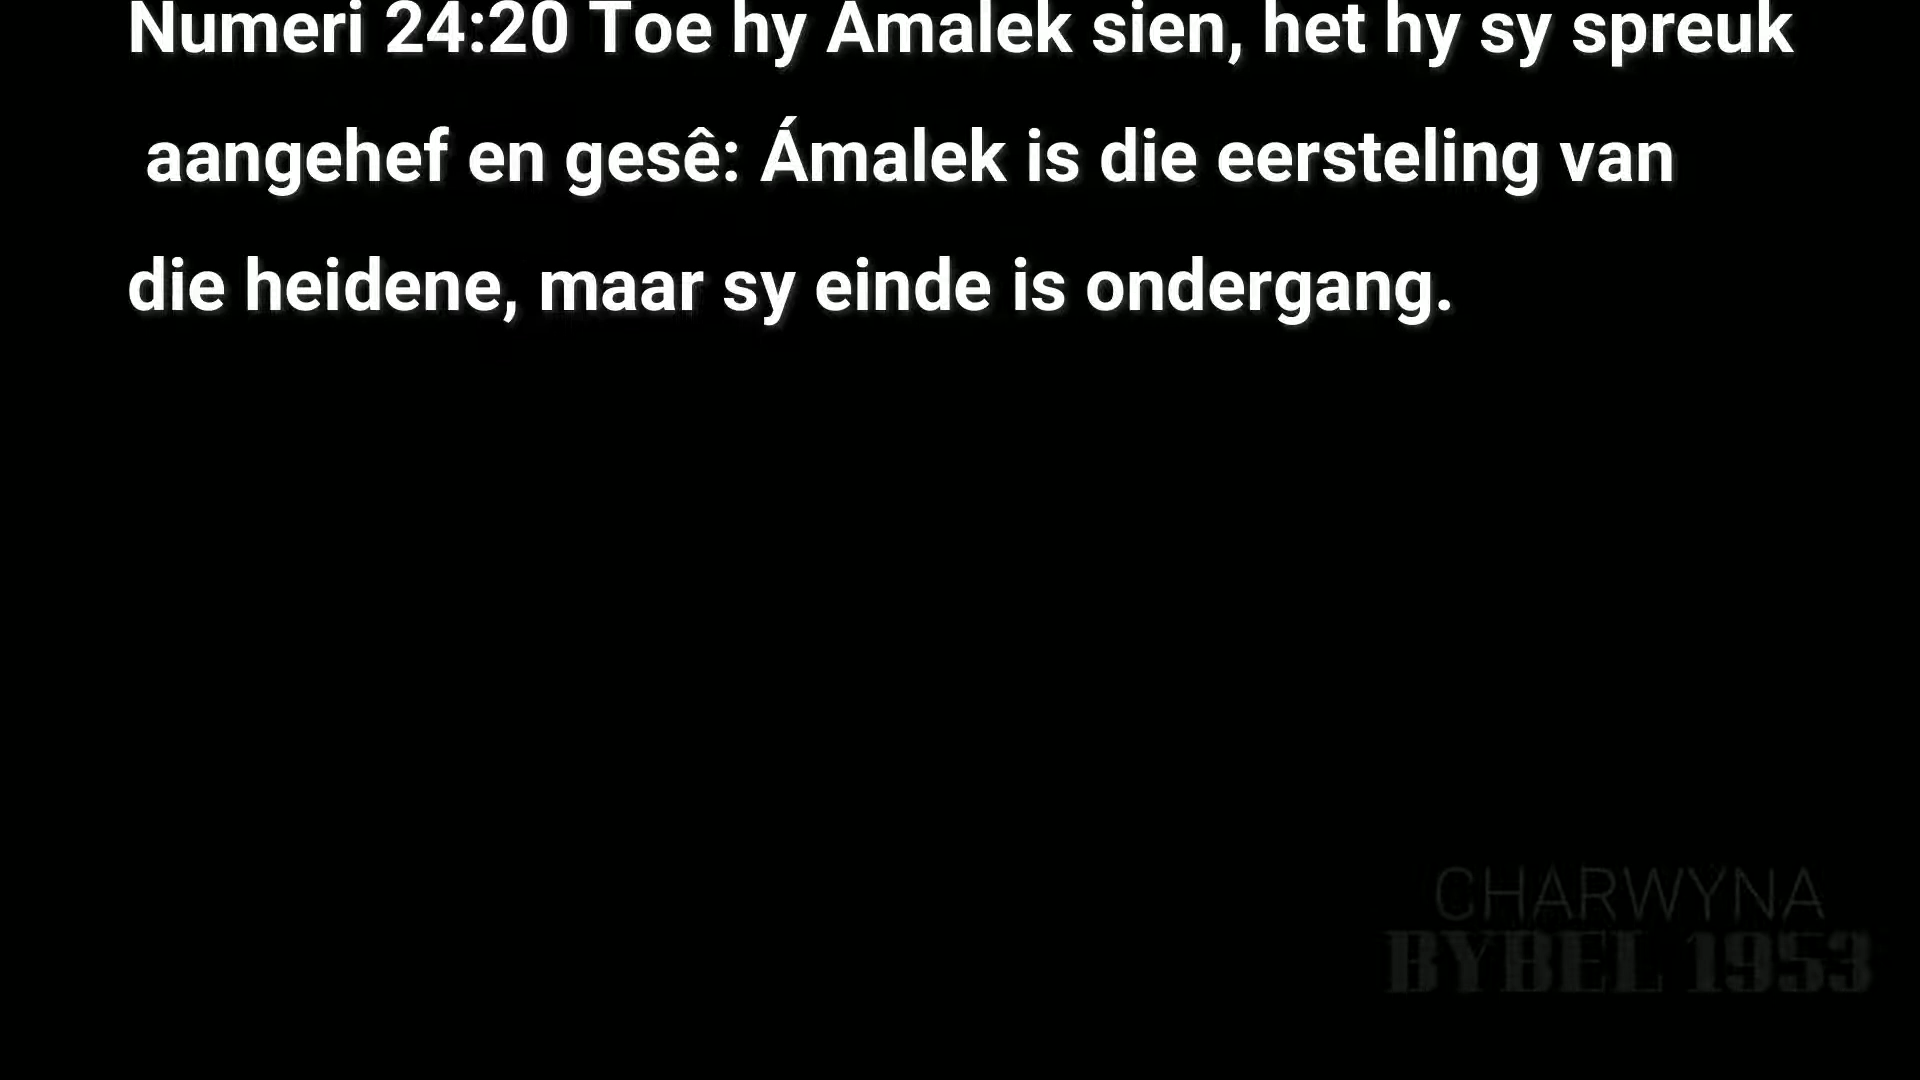 Numeri 24:20 Toe hy Amalek sien, het hy sy spreuk
aangehef en gesê: Ámalek is die eersteling van
die heidene, maar sy einde is ondergang.
CHARWYNA
BYBEL 1953